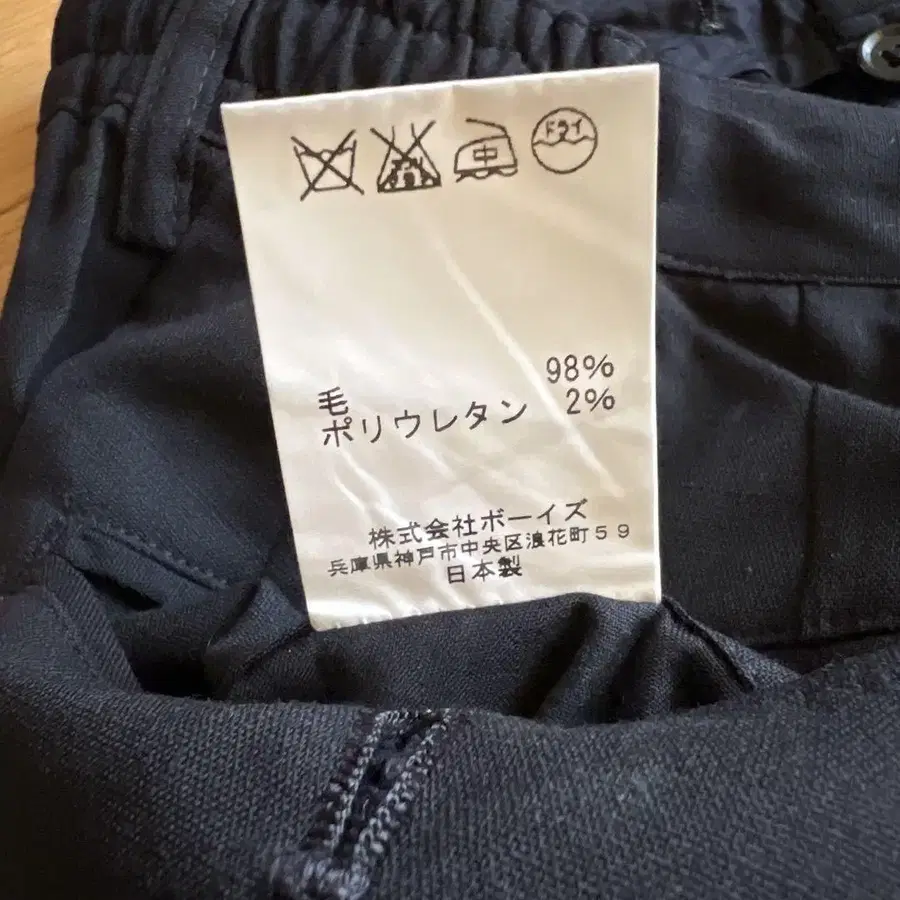 中 ドライ
98%
毛
ポリウレタン 2%
株式会社ボーイズ
兵庫県神戸市中央区浪花町59
日本製